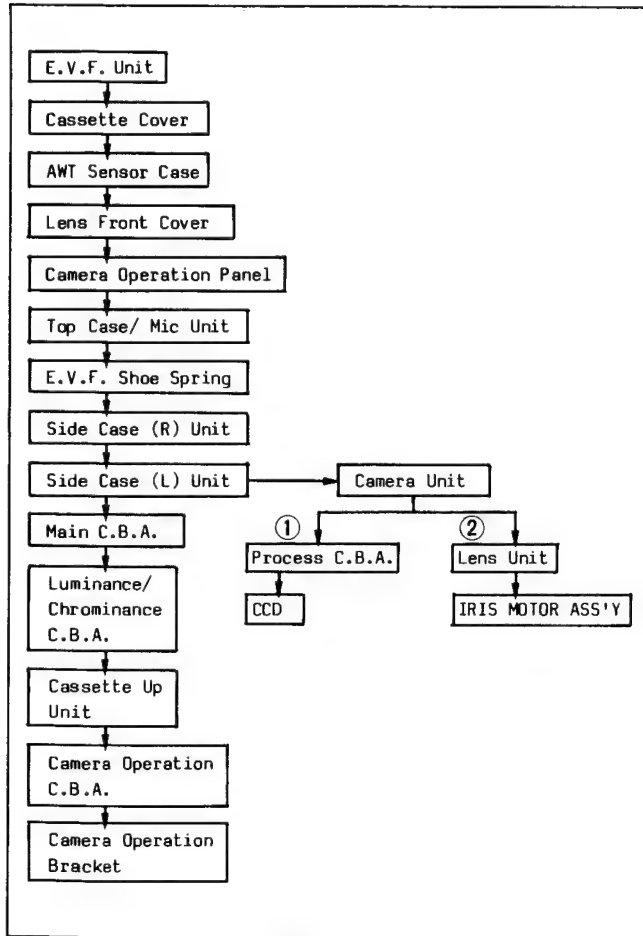 E.V.F. Unit
Cassette Cover
AWT Sensor Case
Lens Front Cover
Camera Operation Panel
Top Case/ Mic Unit
E.V.F. Shoe Spring
Side Case (R) Unit
Side Case (L) Unit
Camera Unit
Main C.B.A.
①
②
Process C.B.A.
Lens Unit
Luminance/
Chrominance
C.B.A.
CCD
IRIS MOTOR ASS'Y
Cassette Up
Unit
Camera Operation
C.B.A.
Camera Operation
Bracket